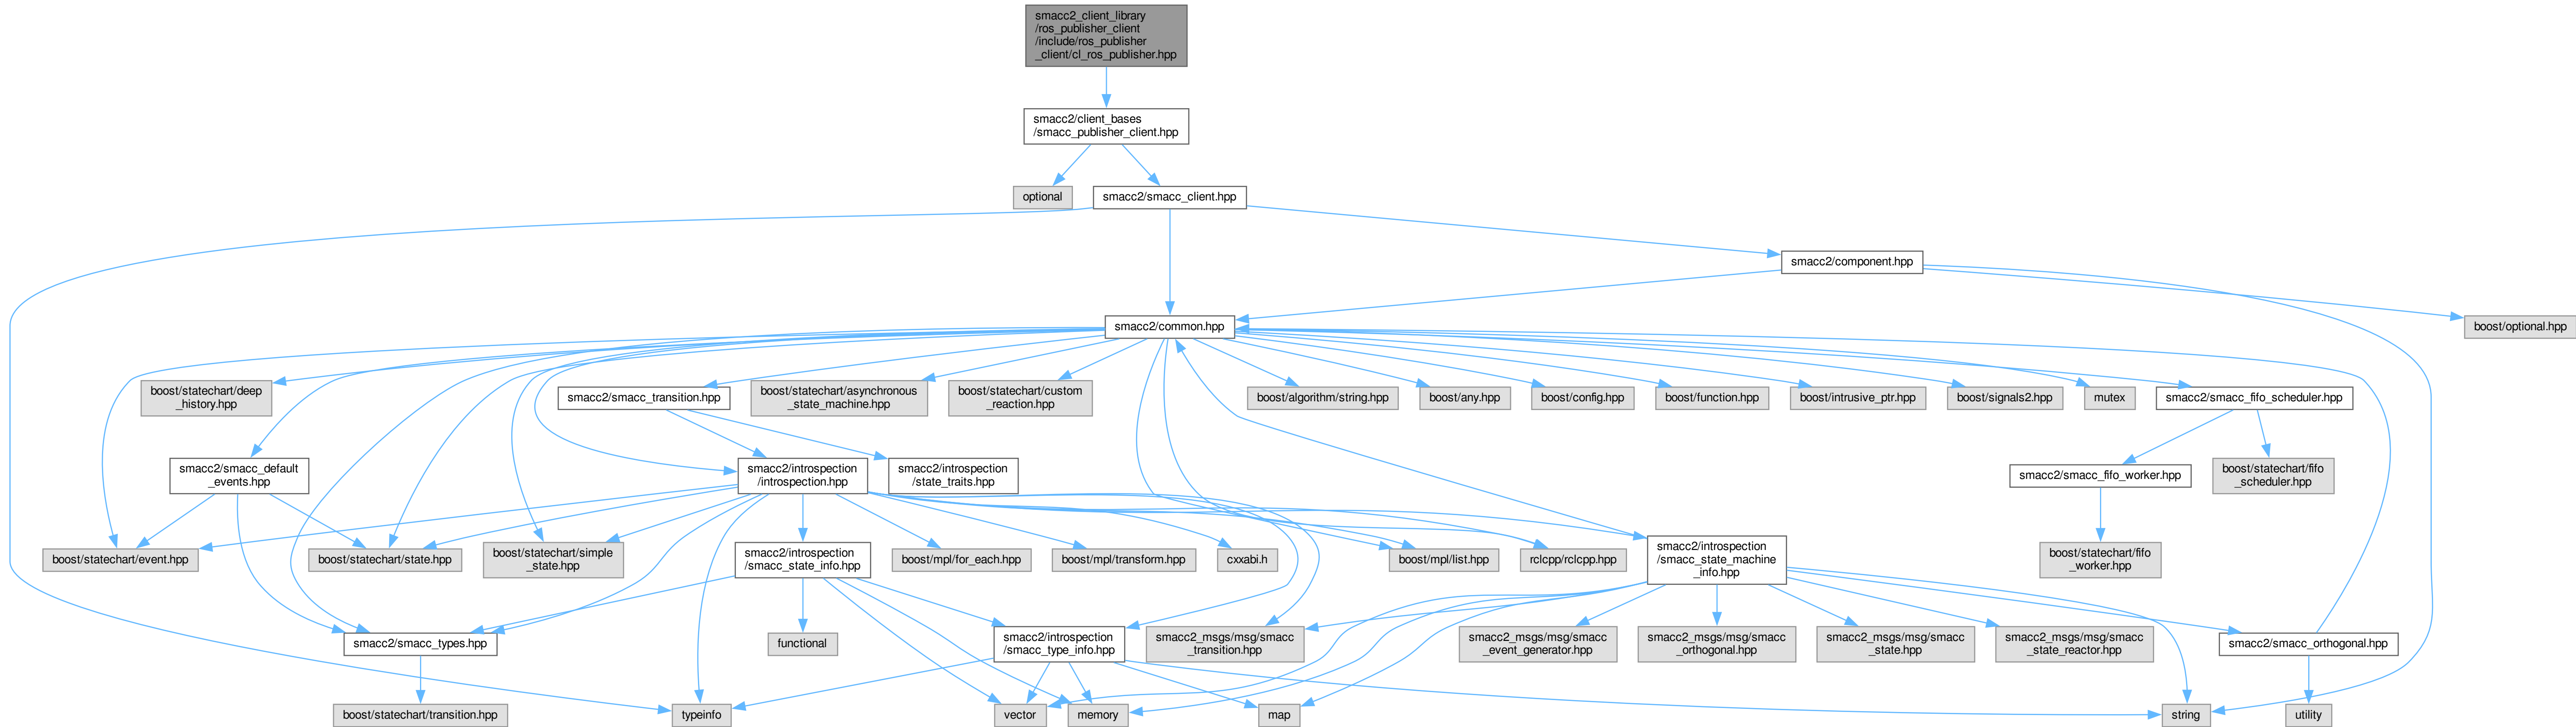 smacc2_client_library
/ros_publisher_client
/include/ros_publisher
_client/cl_ros_publisher.hpp
smacc2/client_bases
/smacc_publisher_client.hpp
optional
smacc2/smacc_client.hpp
smacc2/component.hpp
smacc2/common.hpp
boost/optional.hpp
boost/statechart/deep
_history.hpp
smacc2/smacc_transition.hpp
boost/statechart/asynchronous
_state_machine.hpp
boost/statechart/custom
_reaction.hpp
boost/algorithm/string.hpp
boost/any.hpp
boost/config.hpp
boost/function.hpp
boost/intrusive_ptr.hpp
boost/signals2.hpp
mutex
smacc2/smacc_fifo_scheduler.hpp
smacc2/smacc_default
_events.hpp
smacc2/introspection
/introspection.hpp
smacc2/introspection
/state_traits.hpp
smacc2/smacc_fifo_worker.hpp
boost/statechart/fifo
_scheduler.hpp
boost/statechart/event.hpp
boost/statechart/state.hpp
boost/statechart/simple
_state.hpp
smacc2/introspection
/smacc_state_info.hpp
boost/mpl/for_each.hpp
boost/mpl/transform.hpp
cxxabi.h
boost/mpl/list.hpp
rclcpp/rclcpp.hpp
smacc2/introspection
/smacc_state_machine
_info.hpp
boost/statechart/fifo
_worker.hpp
smacc2/smacc_types.hpp
functional
smacc2/introspection
/smacc_type_info.hpp
smacc2_msgs/msg/smacc
_transition.hpp
smacc2_msgs/msg/smacc
_event_generator.hpp
smacc2_msgs/msg/smacc
_orthogonal.hpp
smacc2_msgs/msg/smacc
_state.hpp
smacc2_msgs/msg/smacc
_state_reactor.hpp
smacc2/smacc_orthogonal.hpp
boost/statechart/transition.hpp
typeinfo
vector
memory
map
string
utility